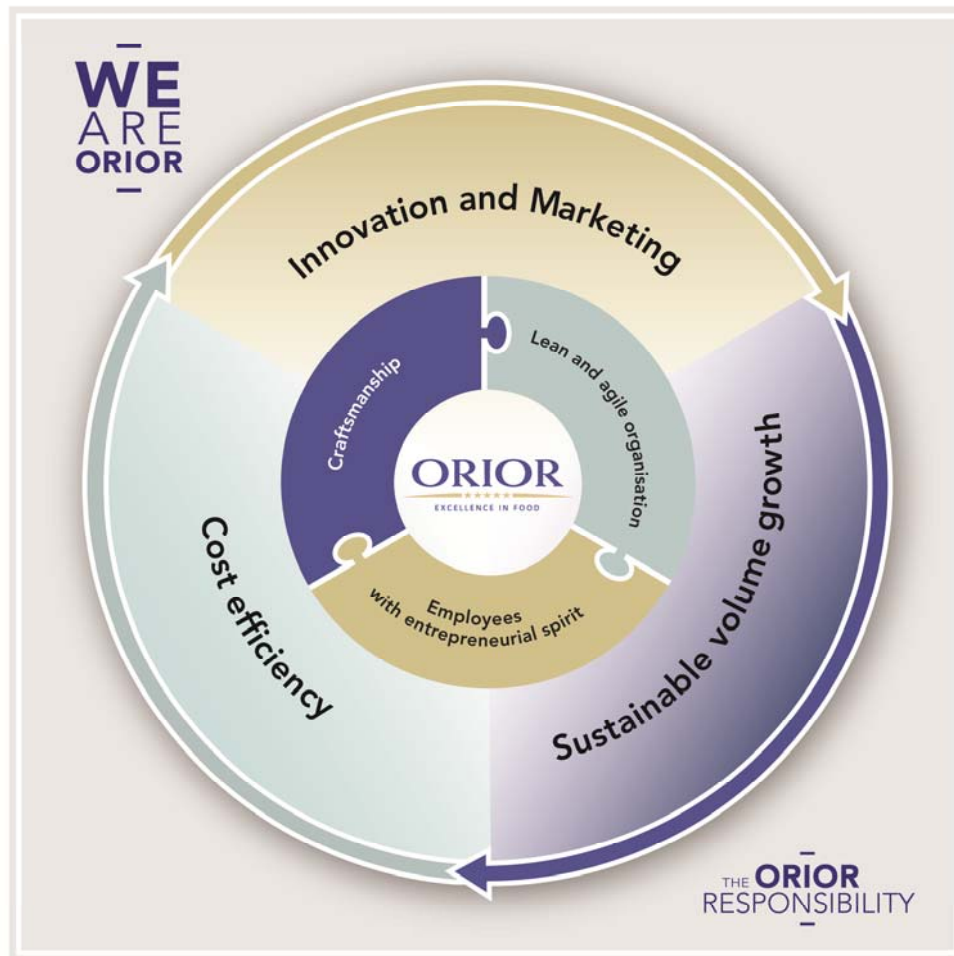 WE
ARE
ORIOR
Innovation and Marketing
Craftsmanship
Lean and agile organisation
ORIOR
EXCELLENCE IN FOOD
Employees
with entrepreneurial spirit
Cost efficiency
Sustainable volume growth
THE ORIOR
RESPONSIBILITY